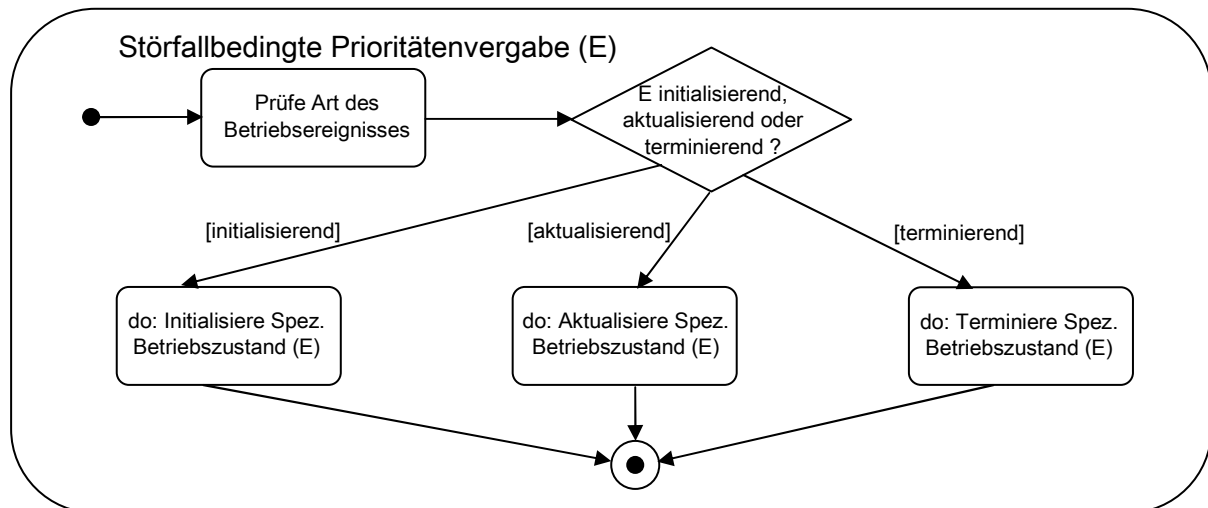 Störfallbedingte Prioritätenvergabe (E)
Prüfe Art des
Betriebsereignisses
E initialisierend,
aktualisierend oder
terminierend ?
[initialisierend]
[aktualisierend]
[terminierend]
do: Initialisiere Spez.
Betriebszustand (E)
do: Aktualisiere Spez.
Betriebszustand (E)
do: Terminiere Spez.
Betriebszustand (E)